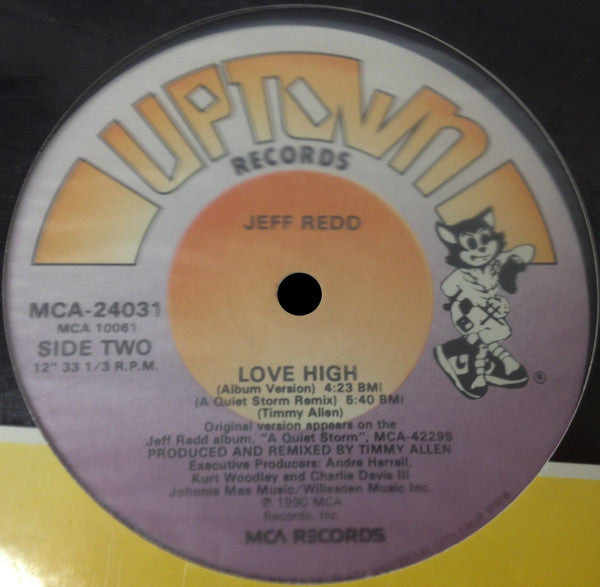 UPTOWN
RECORDS
JEFF REDD
MCA-24031
MCA 10061
SIDE TWO
12" 33 1/3 R.P.M.
LOVE HIGH
(Album Version) 4:23 BMI
(A Quiet Storm Remix) 5:40 BMI
(Timmy Allen)
Original version appears on the
Jeff Redd album, "A Quiet Storm", MCA-42299
PRODUCED AND REMIXED BY TIMMY ALLEN
Executive Producers: Andre Harrell,
Kurt Woodley and Charlie Davis III
Johnnie Mae Music/Willesden Music Inc.
℗ 1990 MCA
Records, Inc.
®
MCA RECORDS